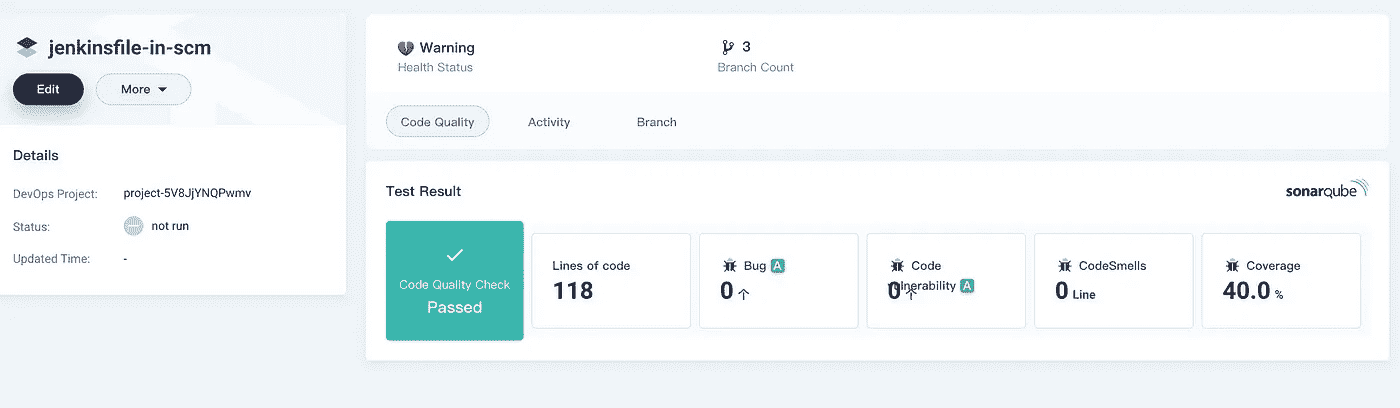 jenkinsfile-in-scm
Edit
More
Details
DevOps Project: project-5V8JjYNQPwmv
Status: not run
Updated Time: -
Warning
Health Status
3
Branch Count
Code Quality
Activity
Branch
Test Result
sonarqube
Code Quality Check
Passed
Lines of code
118
Bug A
0
Code
Vulnerability A
0
CodeSmells
0 Line
Coverage
40.0 %